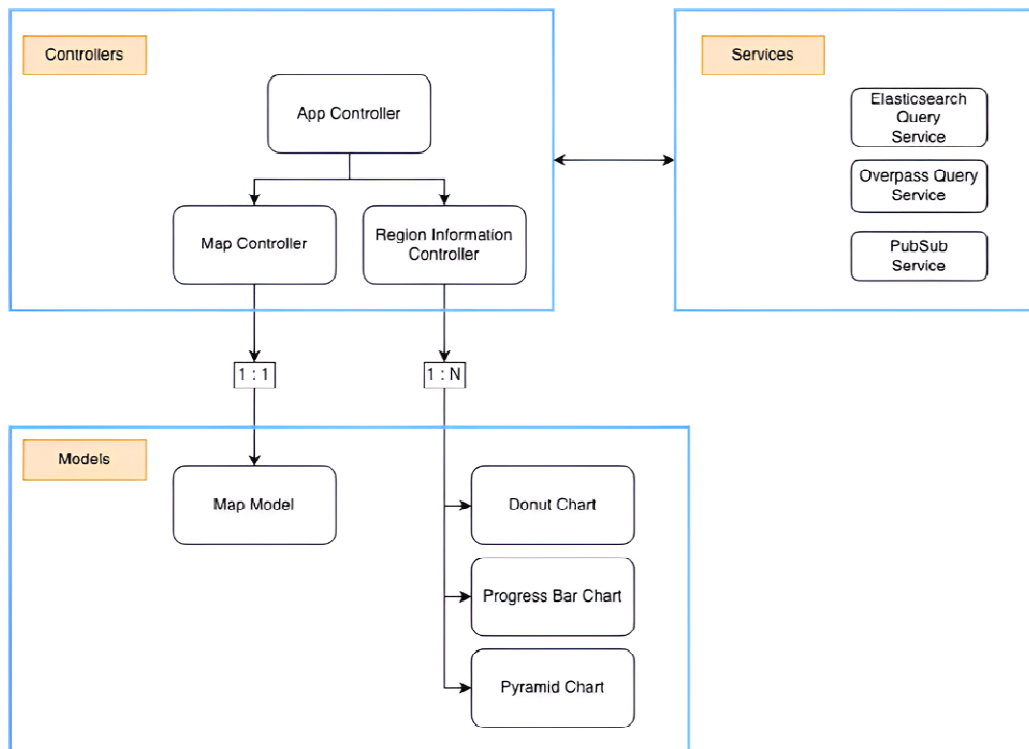 Controllers
App Controller
Map Controller
Region Information
Controller
Services
Elasticsearch
Query
Service
Overpass Query
Service
PubSub
Service
1 : 1
1 : N
Models
Map Model
Donut Chart
Progress Bar Chart
Pyramid Chart